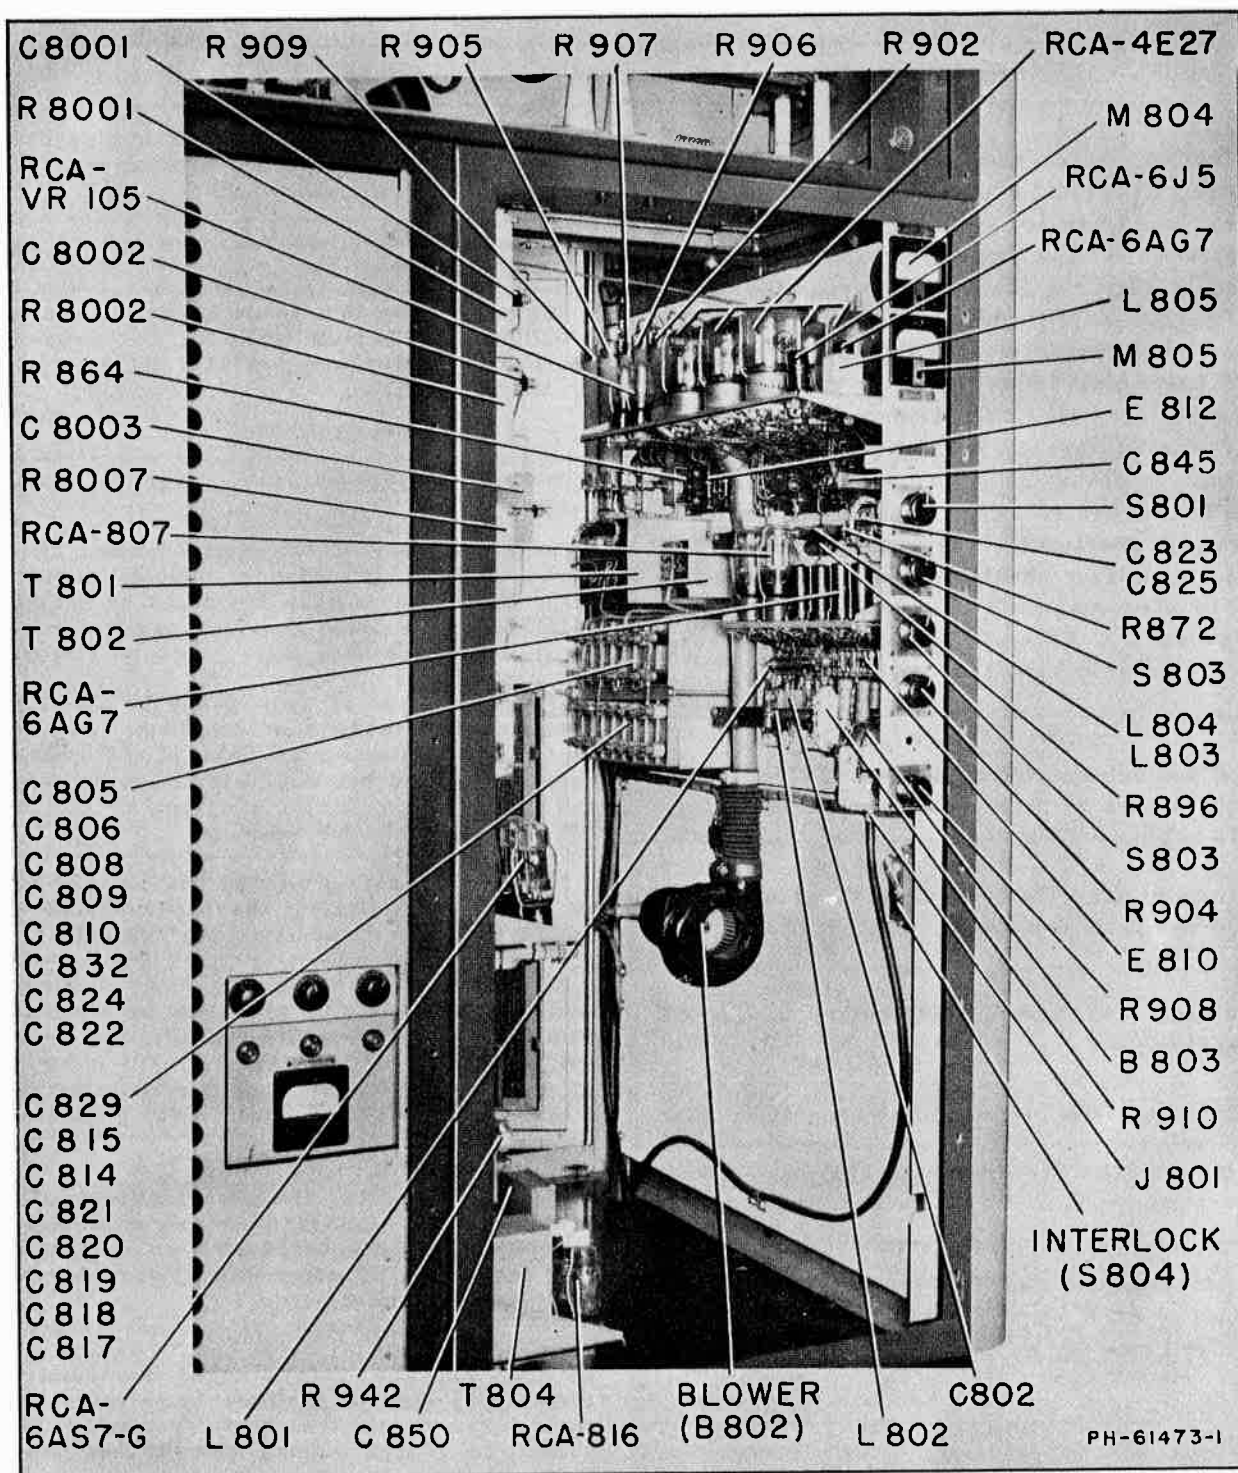 C 8001 R 909 R 905 R 907 R 906 R 902 RCA-4E27
R 8001
RCA-
VR 105
C 8002
R 8002
R 864
C 8003
R 8007
RCA-807
T 801
T 802
RCA-
6AG7
C 805
C 806
C 808
C 809
C 810
C 832
C 824
C 822
C 829
C 815
C 814
C 821
C 820
C 819
C 818
C 817
RCA-
6AS7-G
M 804
RCA-6J5
RCA-6AG7
L 805
M 805
E 812
C 845
S 801
C 823
C 825
R 872
S 803
L 804
L 803
R 896
S 803
R 904
E 810
R 908
B 803
R 910
J 801
INTERLOCK
(S 804)
L 801
R 942
C 850
T 804
RCA-816
BLOWER
(B 802)
L 802
C802
PH-61473-1